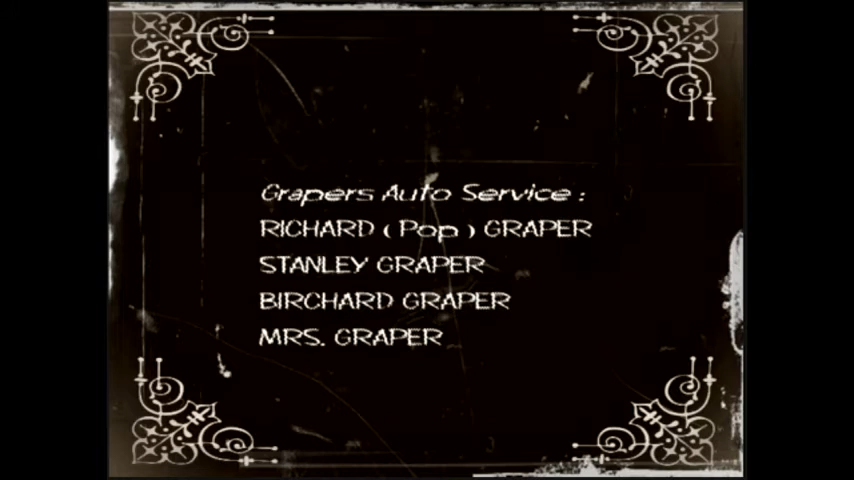 Grapers Auto Service :
RICHARD ( Pop ) GRAPER
STANLEY GRAPER
BIRCHARD GRAPER
MRS. GRAPER